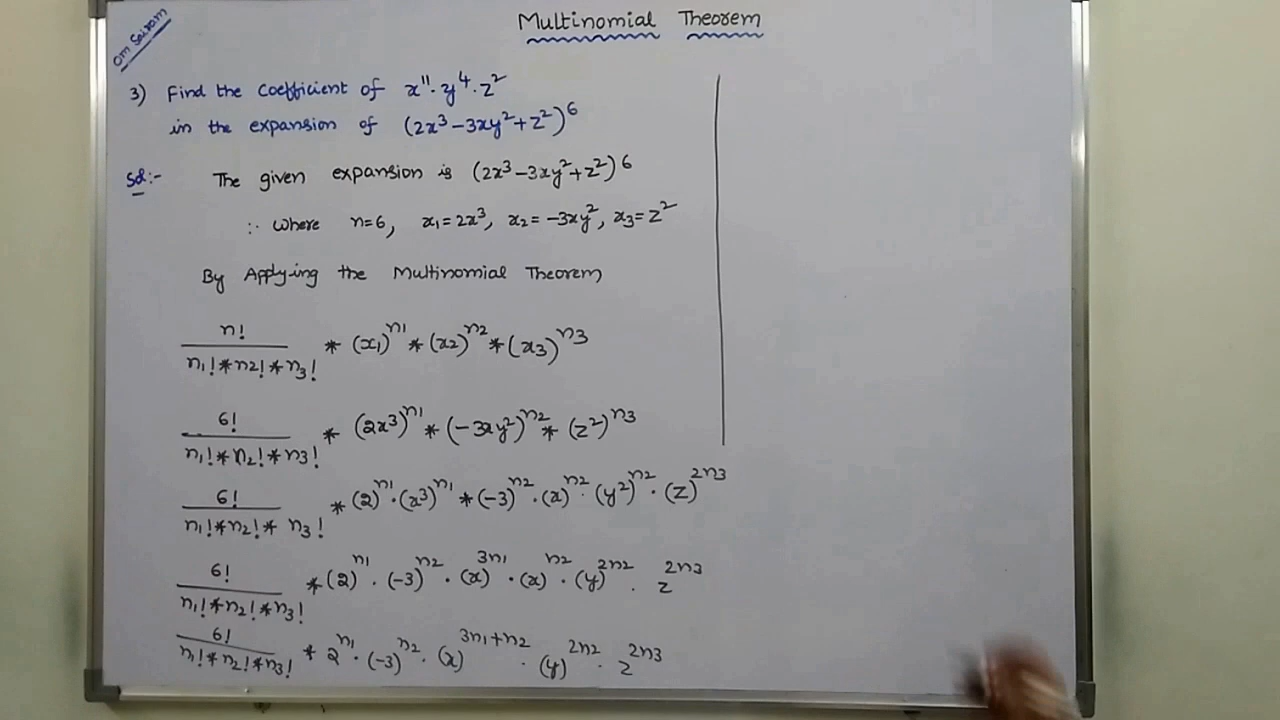 Om Sairam
Multinomial Theorem
3) Find the coefficient of x¹¹·y⁴·z²
in the expansion of (2x³−3xy²+z²)⁶
Sol:- The given expansion is (2x³−3xy²+z²)⁶
∴ where n=6, x₁=2x³, x₂=−3xy², x₃=z²
By Applying the Multinomial Theorem
n!/(n₁!*n₂!*n₃!) * (x₁)^n₁ * (x₂)^n₂ * (x₃)^n₃
6!/(n₁!*n₂!*n₃!) * (2x³)^n₁ * (−3xy²)^n₂ * (z²)^n₃
6!/(n₁!*n₂!*n₃!) * (2)^n₁·(x³)^n₁ * (−3)^n₂·(x)^n₂·(y²)^n₂·(z)^2n₃
6!/(n₁!*n₂!*n₃!) * (2)^n₁·(−3)^n₂·(x)^3n₁·(x)^n₂·(y)^2n₂·z^2n₃
6!/(n₁!*n₂!*n₃!) * 2^n₁·(−3)^n₂·(x)^(3n₁+n₂)·(y)^2n₂·z^2n₃